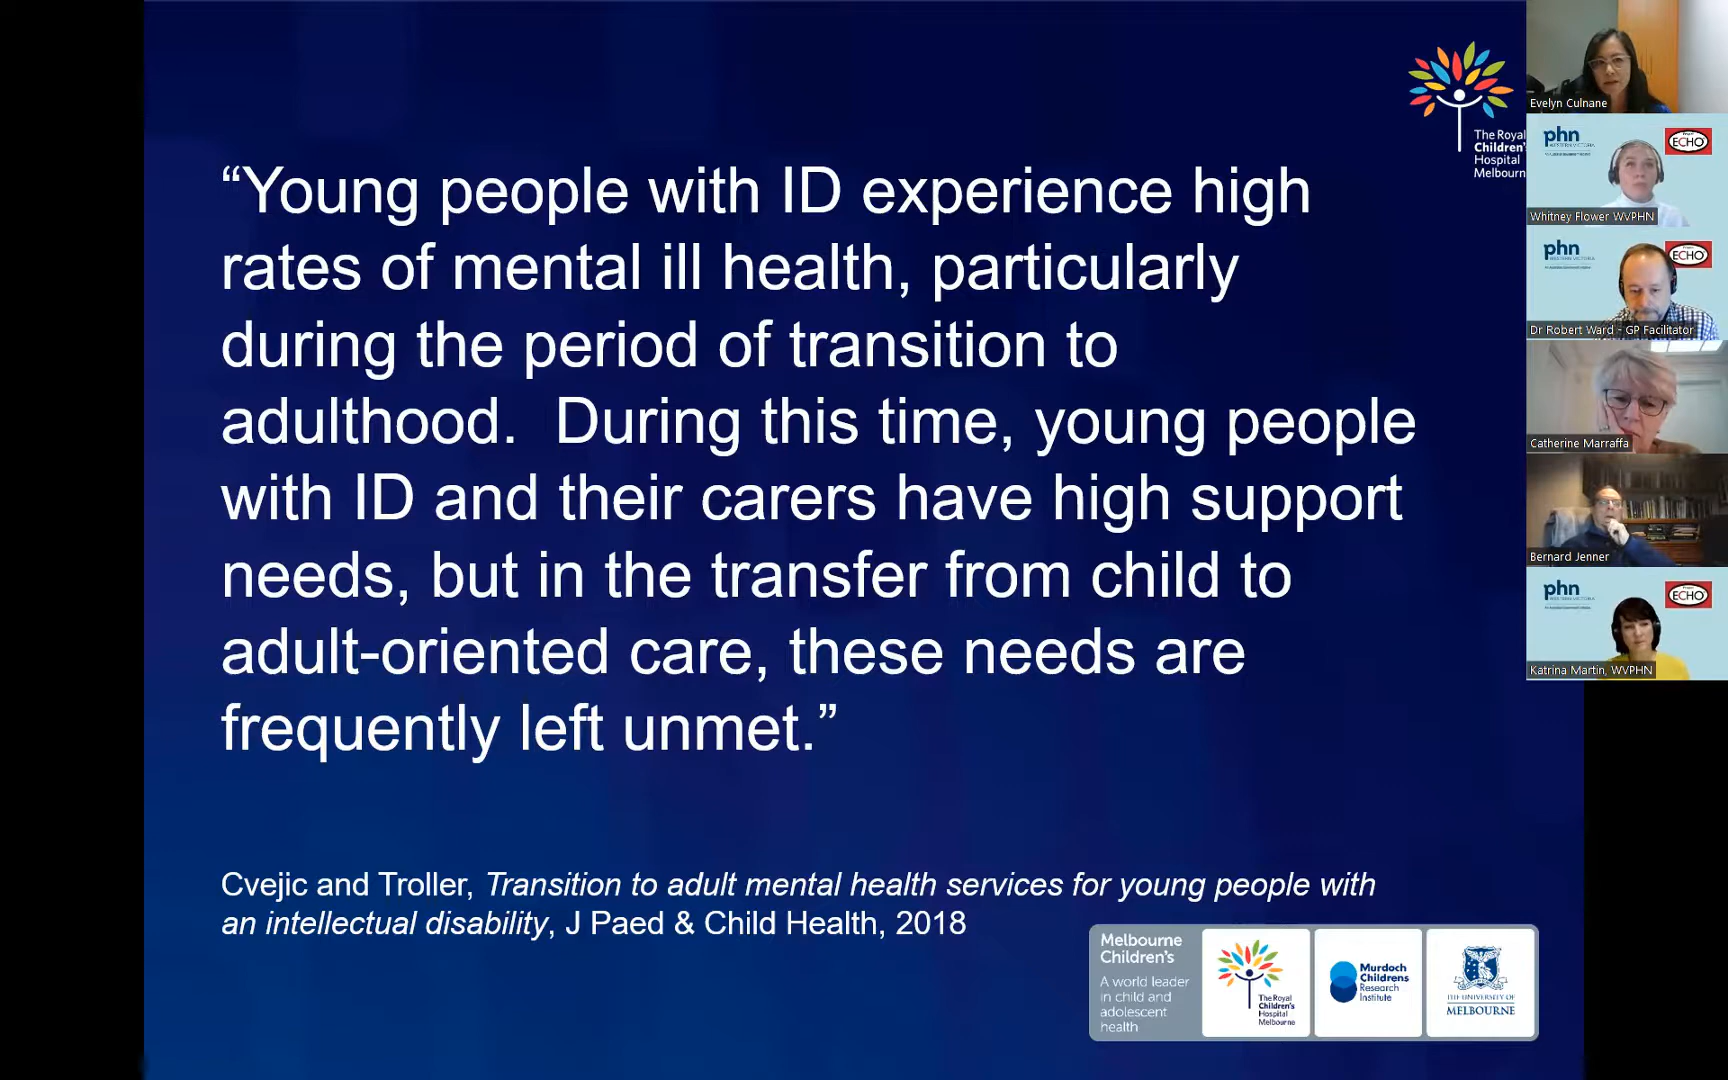 “Young people with ID experience high
rates of mental ill health, particularly
during the period of transition to
adulthood.  During this time, young people
with ID and their carers have high support
needs, but in the transfer from child to
adult-oriented care, these needs are
frequently left unmet.”
Cvejic and Troller, Transition to adult mental health services for young people with
an intellectual disability, J Paed & Child Health, 2018
The Royal
Children's
Hospital
Melbourn
Melbourne
Children's
A world leader
in child and
adolescent
health
The Royal
Children's
Hospital
Melbourne
Murdoch
Childrens
Research
Institute
THE UNIVERSITY OF
MELBOURNE
Evelyn Culnane
phn
ECHO
Whitney Flower WVPHN
phn
ECHO
Dr Robert Ward - GP Facilitator
Catherine Marraffa
Bernard Jenner
phn
ECHO
Katrina Martin, WVPHN